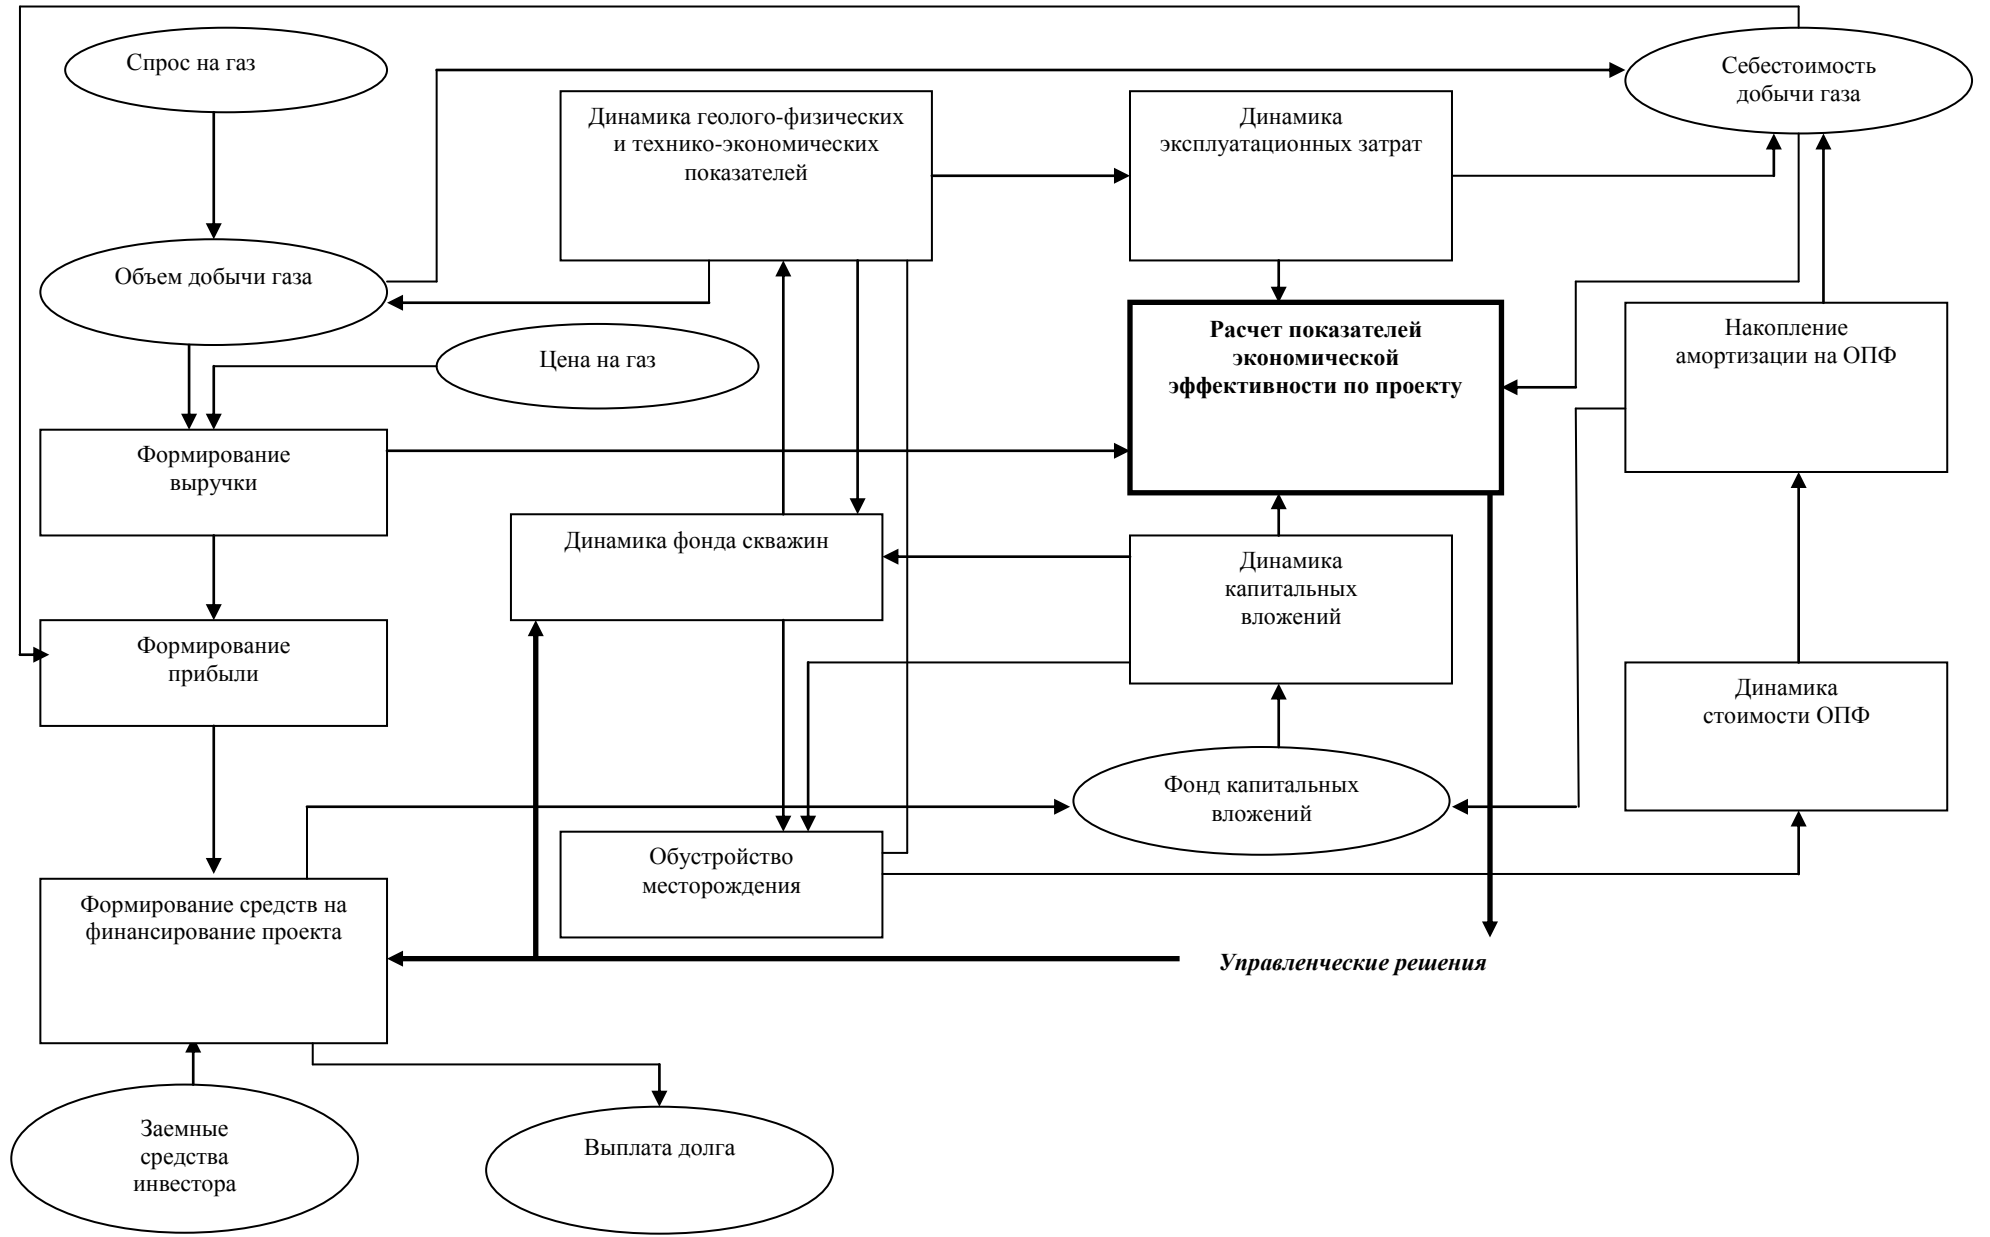 Спрос на газ
Себестоимость
добычи газа
Динамика геолого-физических
и технико-экономических
показателей
Динамика
эксплуатационных затрат
Объем добычи газа
Цена на газ
Расчет показателей
экономической
эффективности по проекту
Накопление
амортизации на ОПФ
Формирование
выручки
Динамика фонда скважин
Динамика
капитальных
вложений
Формирование
прибыли
Динамика
стоимости ОПФ
Фонд капитальных
вложений
Обустройство
месторождения
Формирование средств на
финансирование проекта
Управленческие решения
Заемные
средства
инвестора
Выплата долга